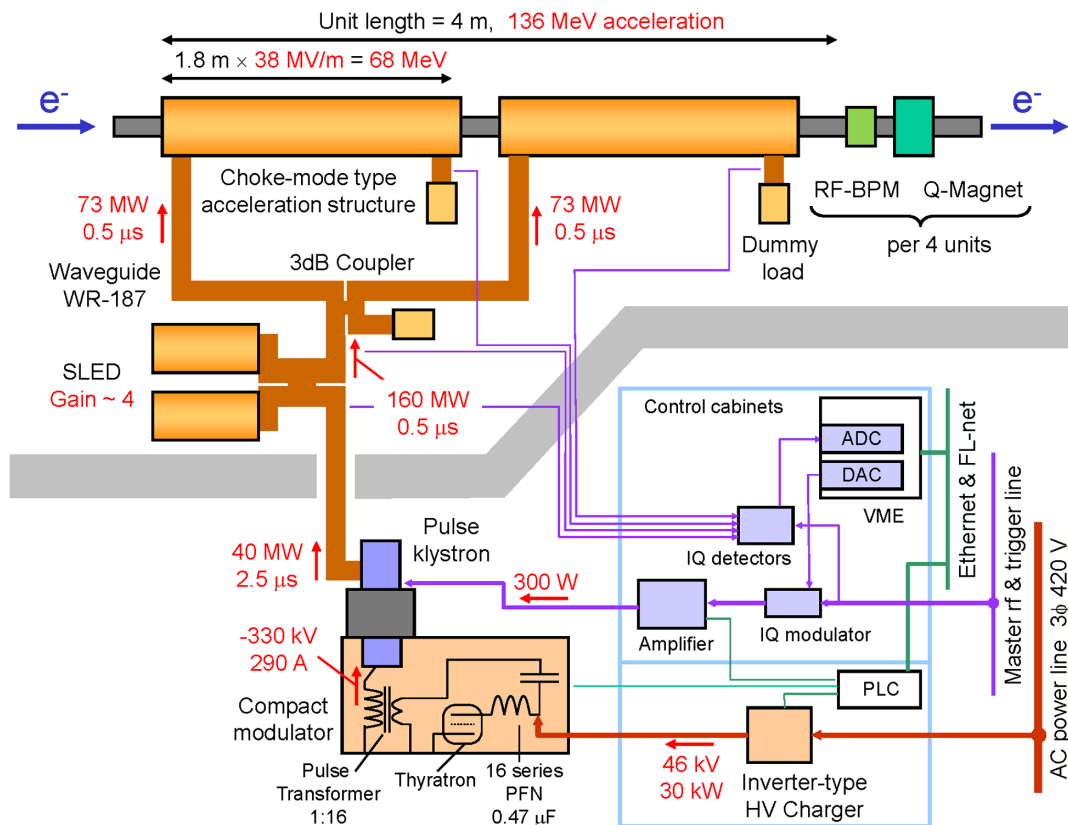 Unit length = 4 m, 136 MeV acceleration
1.8 m × 38 MV/m = 68 MeV
e-
e-
Choke-mode type
acceleration structure
RF-BPM
Q-Magnet
per 4 units
73 MW
0.5 μs
73 MW
0.5 μs
Dummy
load
3dB Coupler
Waveguide
WR-187
SLED
Gain ~ 4
160 MW
0.5 μs
Control cabinets
ADC
DAC
VME
IQ detectors
Ethernet & FL-net
Master rf & trigger line
AC power line 3ϕ 420 V
Pulse
klystron
40 MW
2.5 μs
300 W
Amplifier
IQ modulator
-330 kV
290 A
PLC
Compact
modulator
Pulse
Transformer
1:16
Thyratron
16 series
PFN
0.47 μF
46 kV
30 kW
Inverter-type
HV Charger